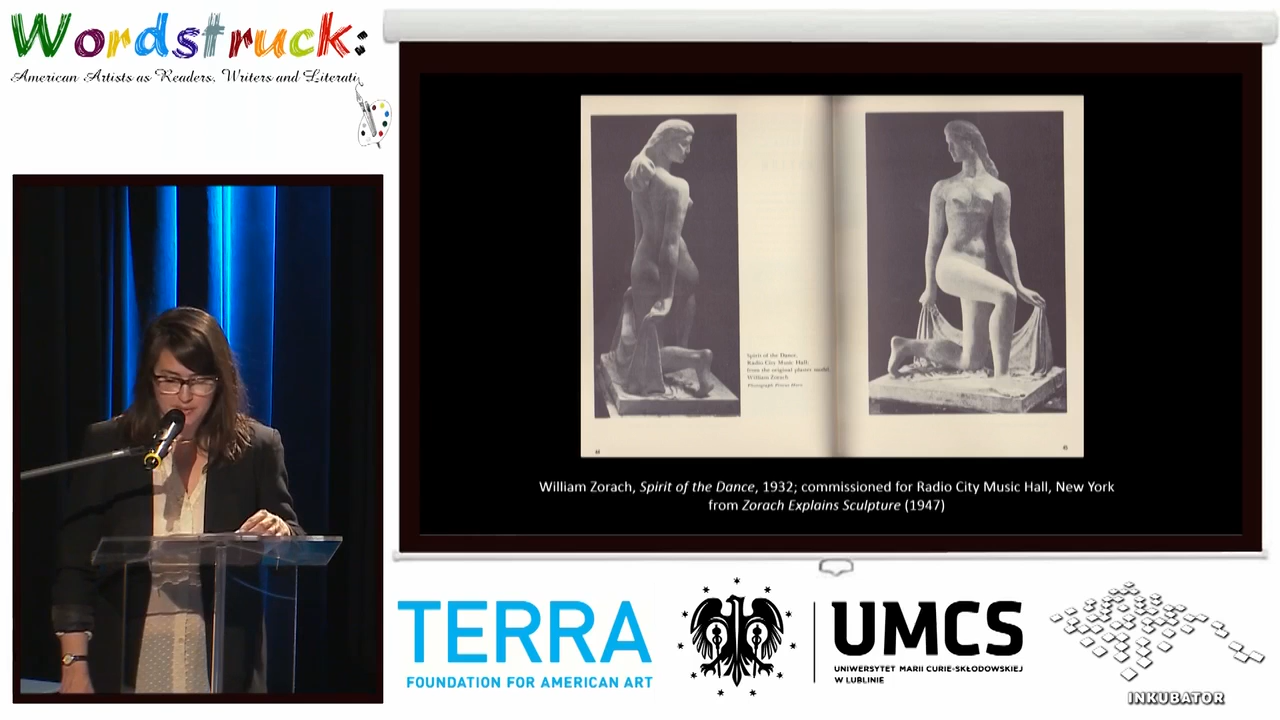 Wordstruck:
American Artists as Readers, Writers and Literati
Spirit of the Dance.
Radio City Music Hall;
from the original plaster model.
William Zorach
48
William Zorach, Spirit of the Dance, 1932; commissioned for Radio City Music Hall, New York
from Zorach Explains Sculpture (1947)
TERRA
FOUNDATION FOR AMERICAN ART
UMCS
UNIWERSYTET MARII CURIE-SKŁODOWSKIEJ
W LUBLINIE
INKUBATOR